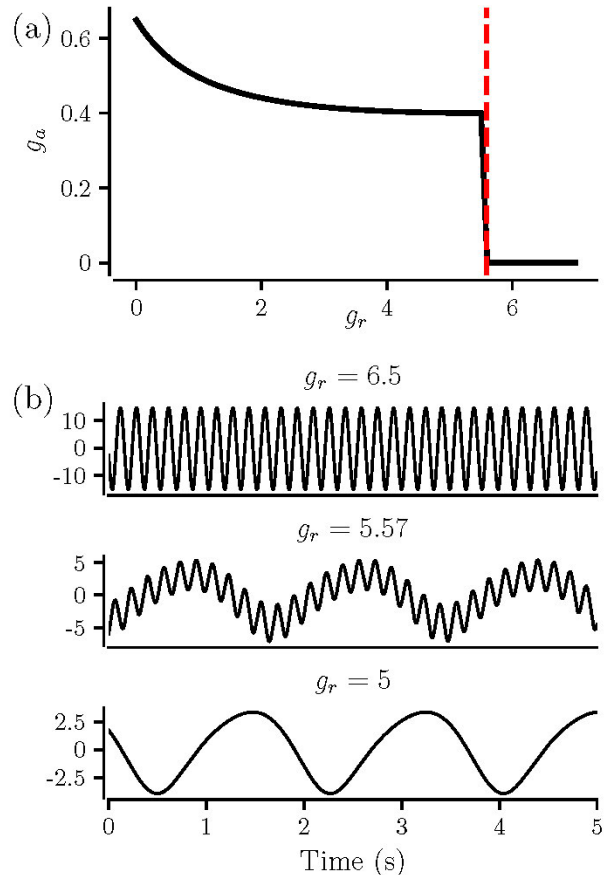 (a)
0.6
0.4
0.2
0
g_a
0 2 4 6
g_r
(b)
g_r = 6.5
10
0
-10
g_r = 5.57
5
0
-5
g_r = 5
2.5
0
-2.5
0 1 2 3 4 5
Time (s)